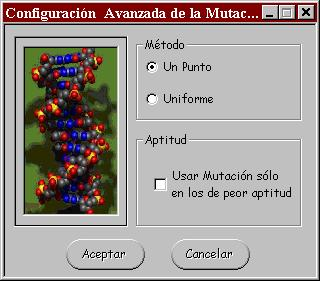 Configuración Avanzada de la Mutac...
Método
Un Punto
Uniforme
Aptitud
Usar Mutación sólo
en los de peor aptitud
Aceptar
Cancelar